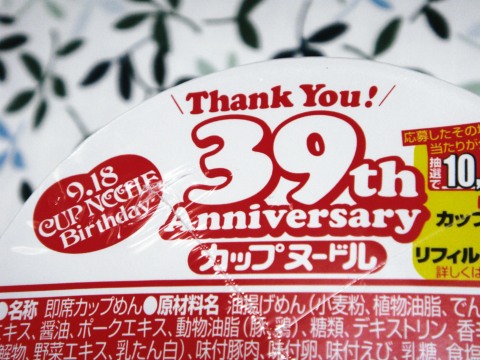 Thank You!
39th
Anniversary
カップヌードル
9.18
CUP NOODLE
Birthday
応募したその場
当たりが
抽選で10,
カップ
リフィル
詳しくは
●名称 即席カップめん●原材料名 油揚げめん(小麦粉、植物油脂、でん
キス、醤油、ポークエキス、動物油脂(豚、鶏)、糖類、デキストリン、香
解物、野菜エキス、乳たん白)、味付豚肉、味付卵、味付えび、乳糖、食塩